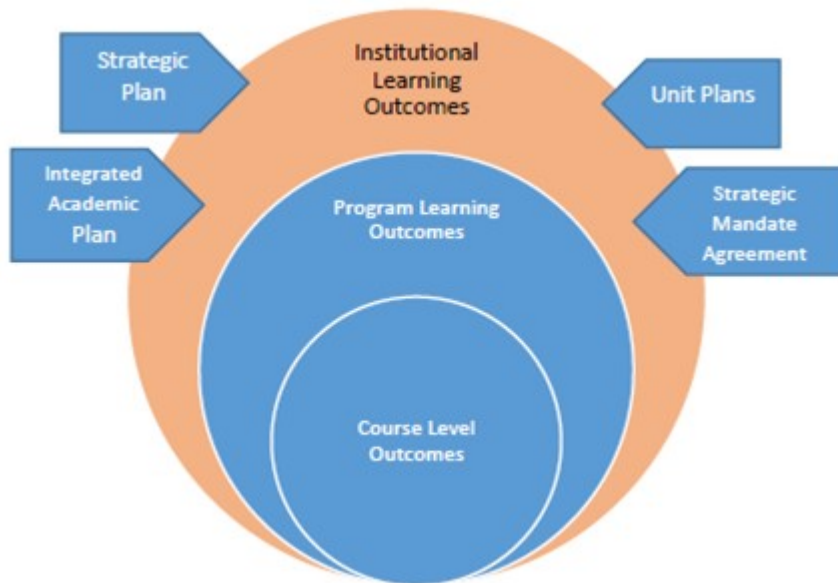 Strategic
Plan
Institutional
Learning
Outcomes
Unit Plans
Integrated
Academic
Plan
Program Learning
Outcomes
Strategic
Mandate
Agreement
Course Level
Outcomes